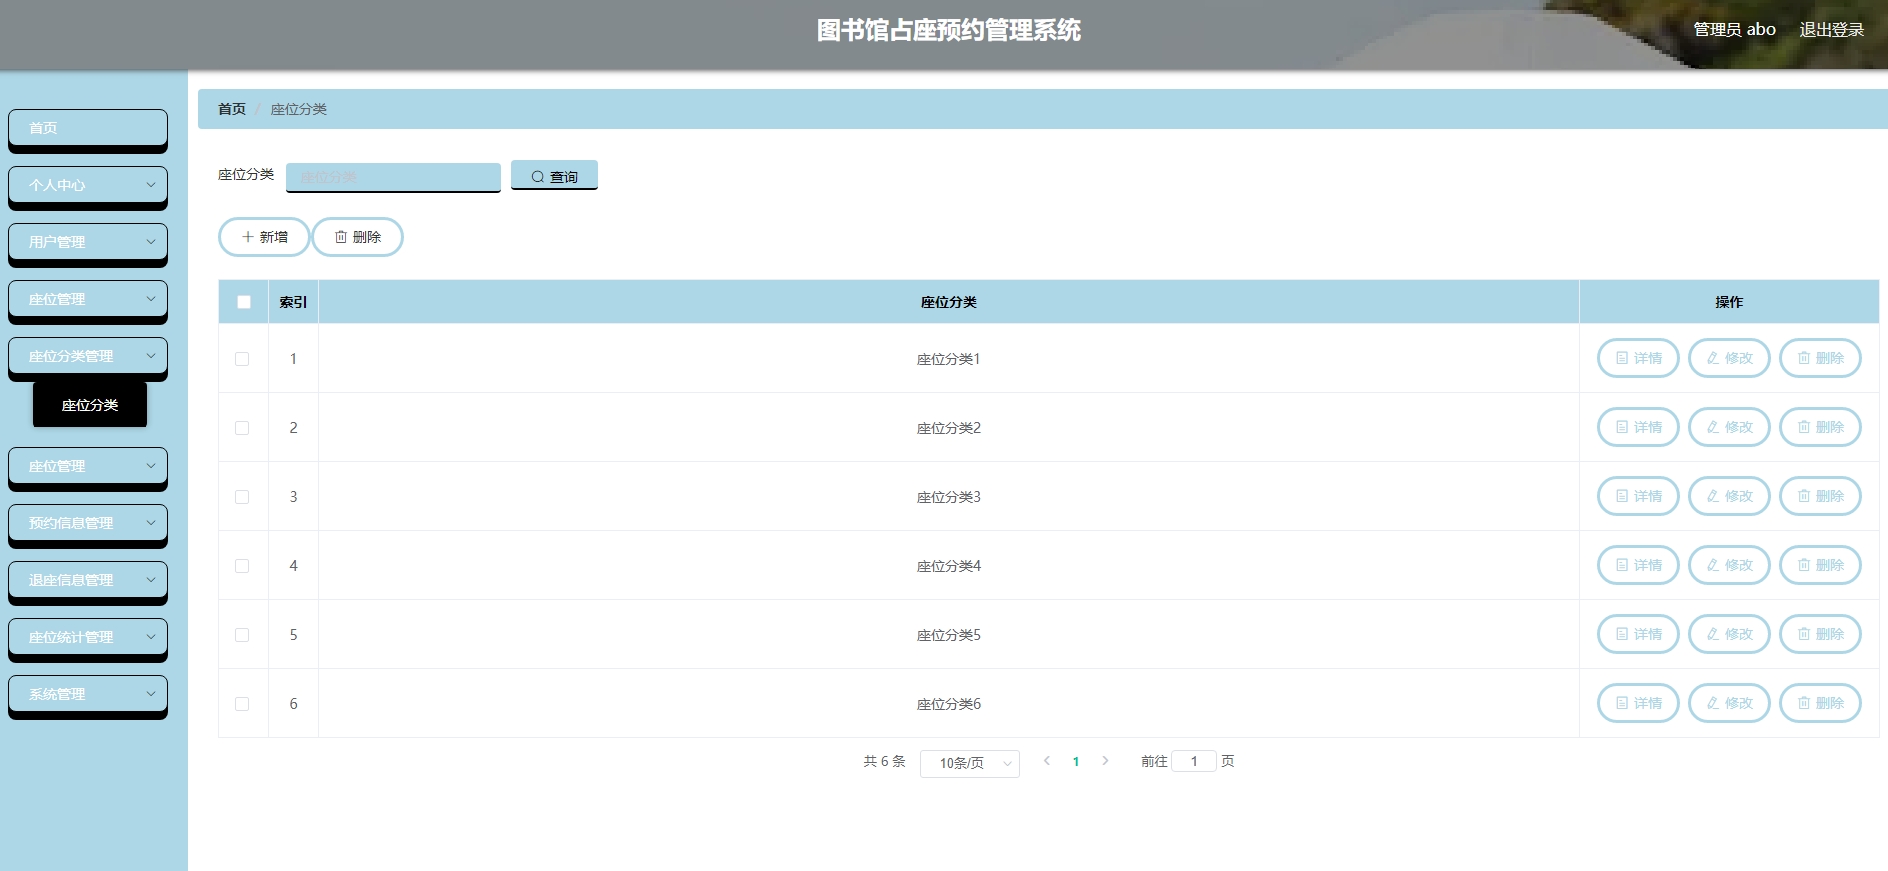 图书馆占座预约管理系统
管理员 abo 退出登录
首页
个人中心
用户管理
座位管理
座位分类管理
座位分类
座位管理
预约信息管理
退座信息管理
座位统计管理
系统管理
首页 / 座位分类
座位分类 座位分类 查询
新增 删除
索引 座位分类 操作
1 座位分类1 详情 修改 删除
2 座位分类2 详情 修改 删除
3 座位分类3 详情 修改 删除
4 座位分类4 详情 修改 删除
5 座位分类5 详情 修改 删除
6 座位分类6 详情 修改 删除
共 6 条 10条/页 1 前往 1 页